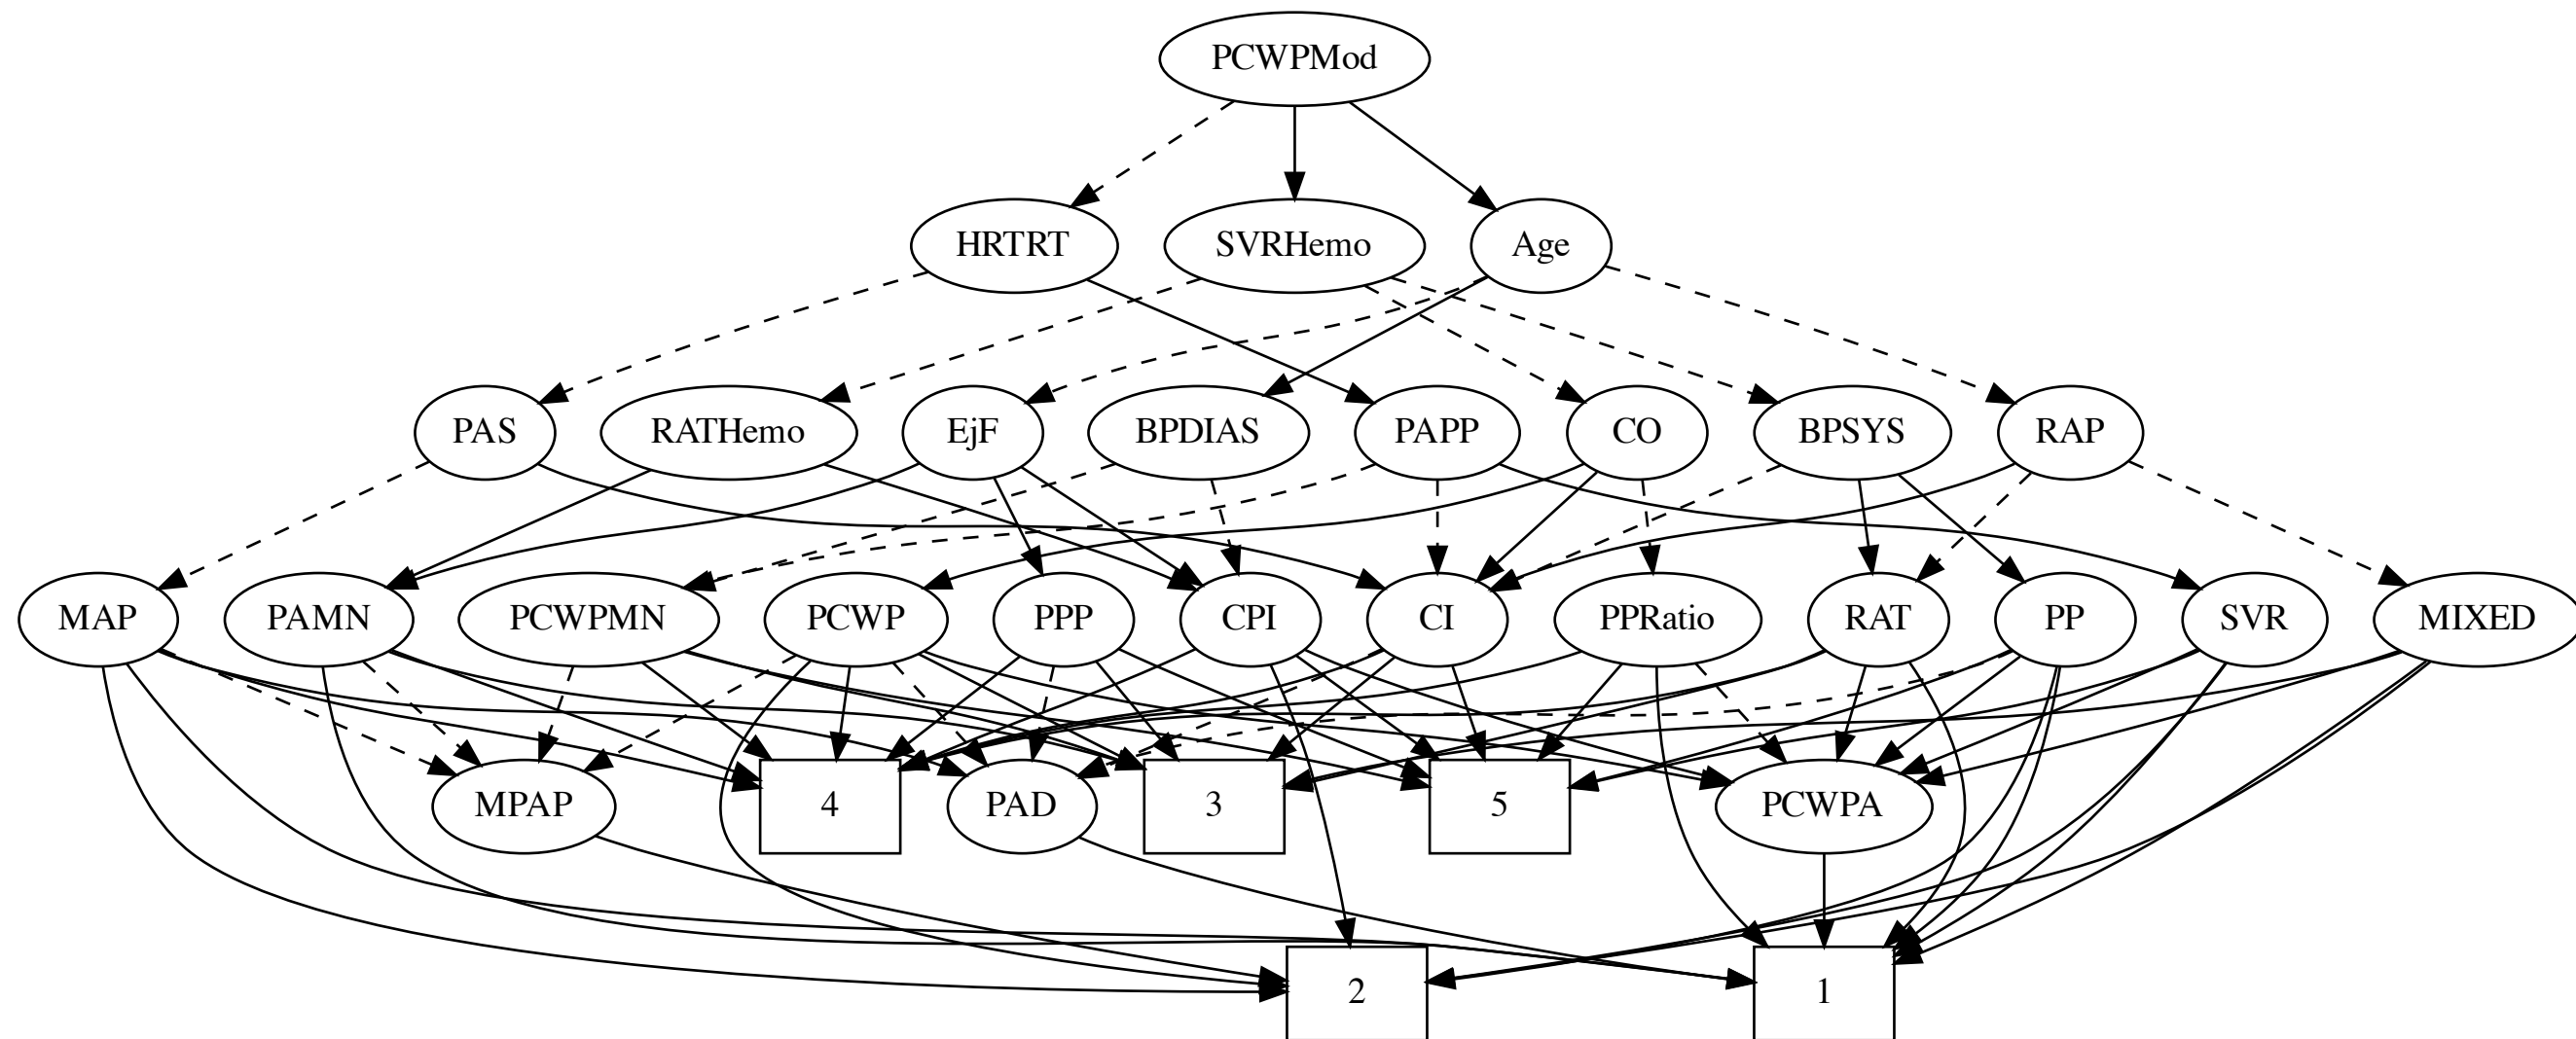 PCWPMod
HRTRT
SVRHemo
Age
PAS
RATHemo
EjF
BPDIAS
PAPP
CO
BPSYS
RAP
MAP
PAMN
PCWPMN
PCWP
PPP
CPI
CI
PPRatio
RAT
PP
SVR
MIXED
MPAP
4
PAD
3
5
PCWPA
2
1